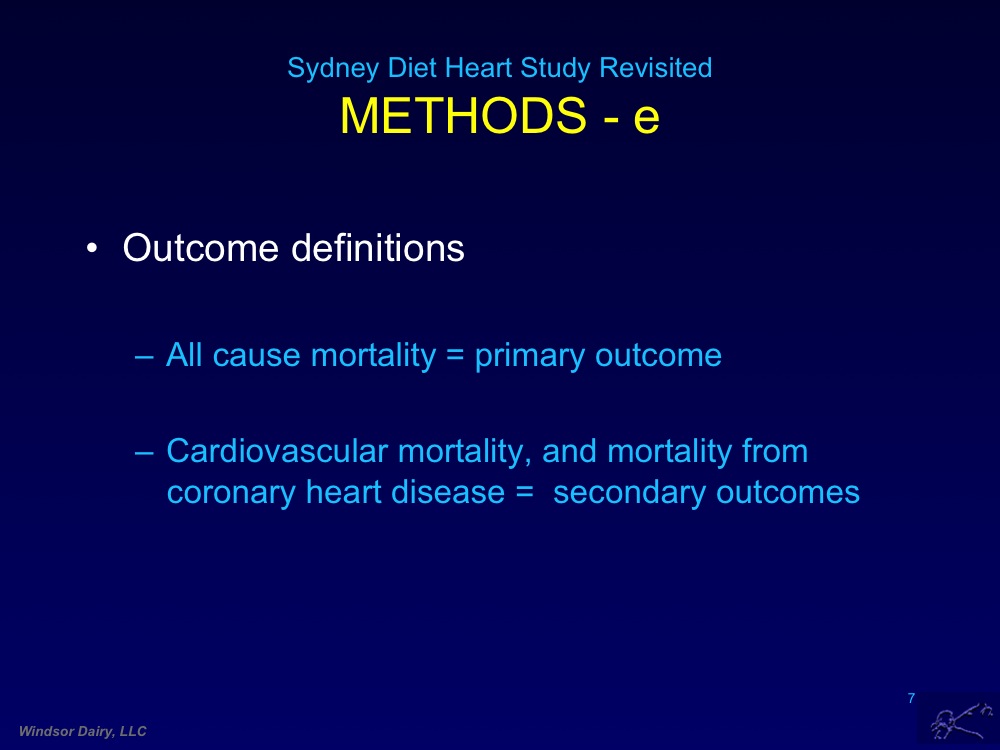 Sydney Diet Heart Study Revisited
METHODS - e
• Outcome definitions
– All cause mortality = primary outcome
– Cardiovascular mortality, and mortality from
coronary heart disease =  secondary outcomes
7
Windsor Dairy, LLC